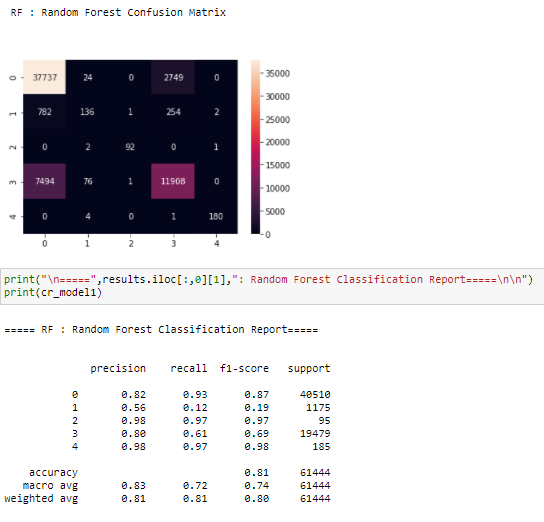 RF : Random Forest Confusion Matrix
0 37737 24 0 2749 0
1 782 136 1 254 2
2 0 2 92 0 1
3 7494 76 1 11908 0
4 0 4 0 1 180
0 1 2 3 4
35000
30000
25000
20000
15000
10000
5000
0
print("\n=====",results.iloc[:,0][1],": Random Forest Classification Report=====\n\n")
print(cr_model1)
===== RF : Random Forest Classification Report=====
precision recall f1-score support
0 0.82 0.93 0.87 40510
1 0.56 0.12 0.19 1175
2 0.98 0.97 0.97 95
3 0.80 0.61 0.69 19479
4 0.98 0.97 0.98 185
accuracy 0.81 61444
macro avg 0.83 0.72 0.74 61444
weighted avg 0.81 0.81 0.80 61444